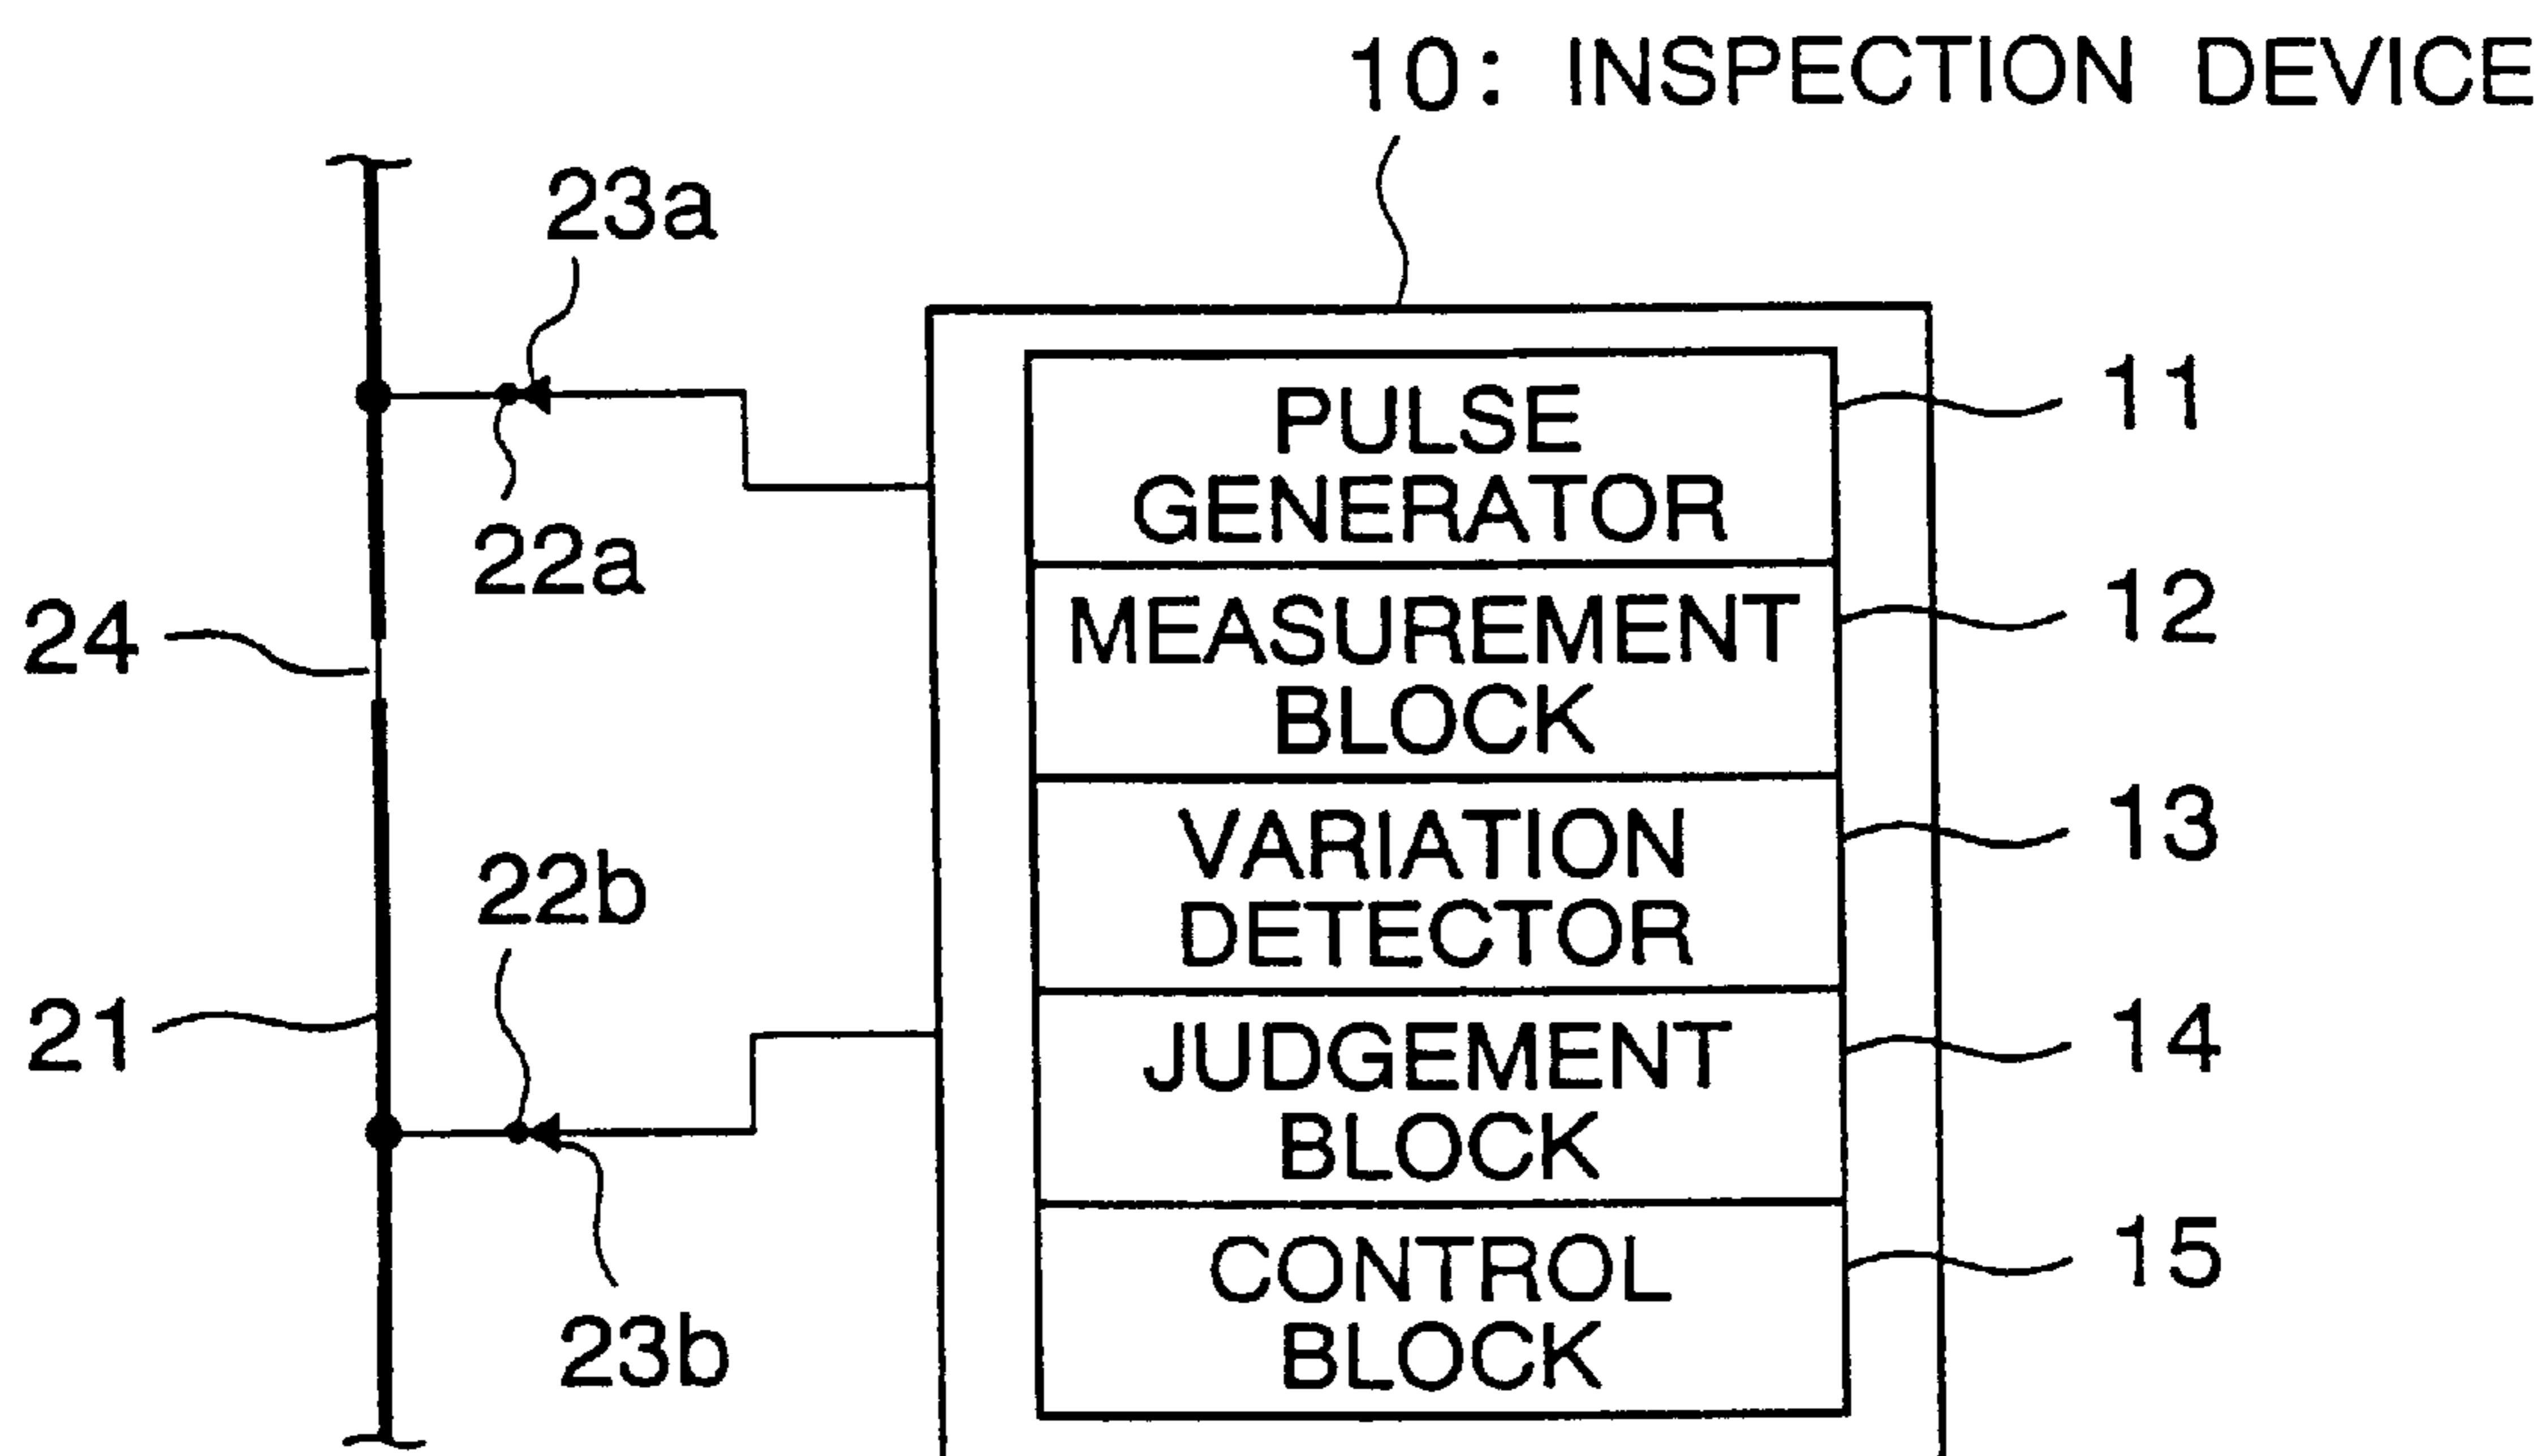 10: INSPECTION DEVICE
23a
22a
24
22b
21
23b
PULSE
GENERATOR
11
MEASUREMENT
BLOCK
12
VARIATION
DETECTOR
13
JUDGEMENT
BLOCK
14
CONTROL
BLOCK
15